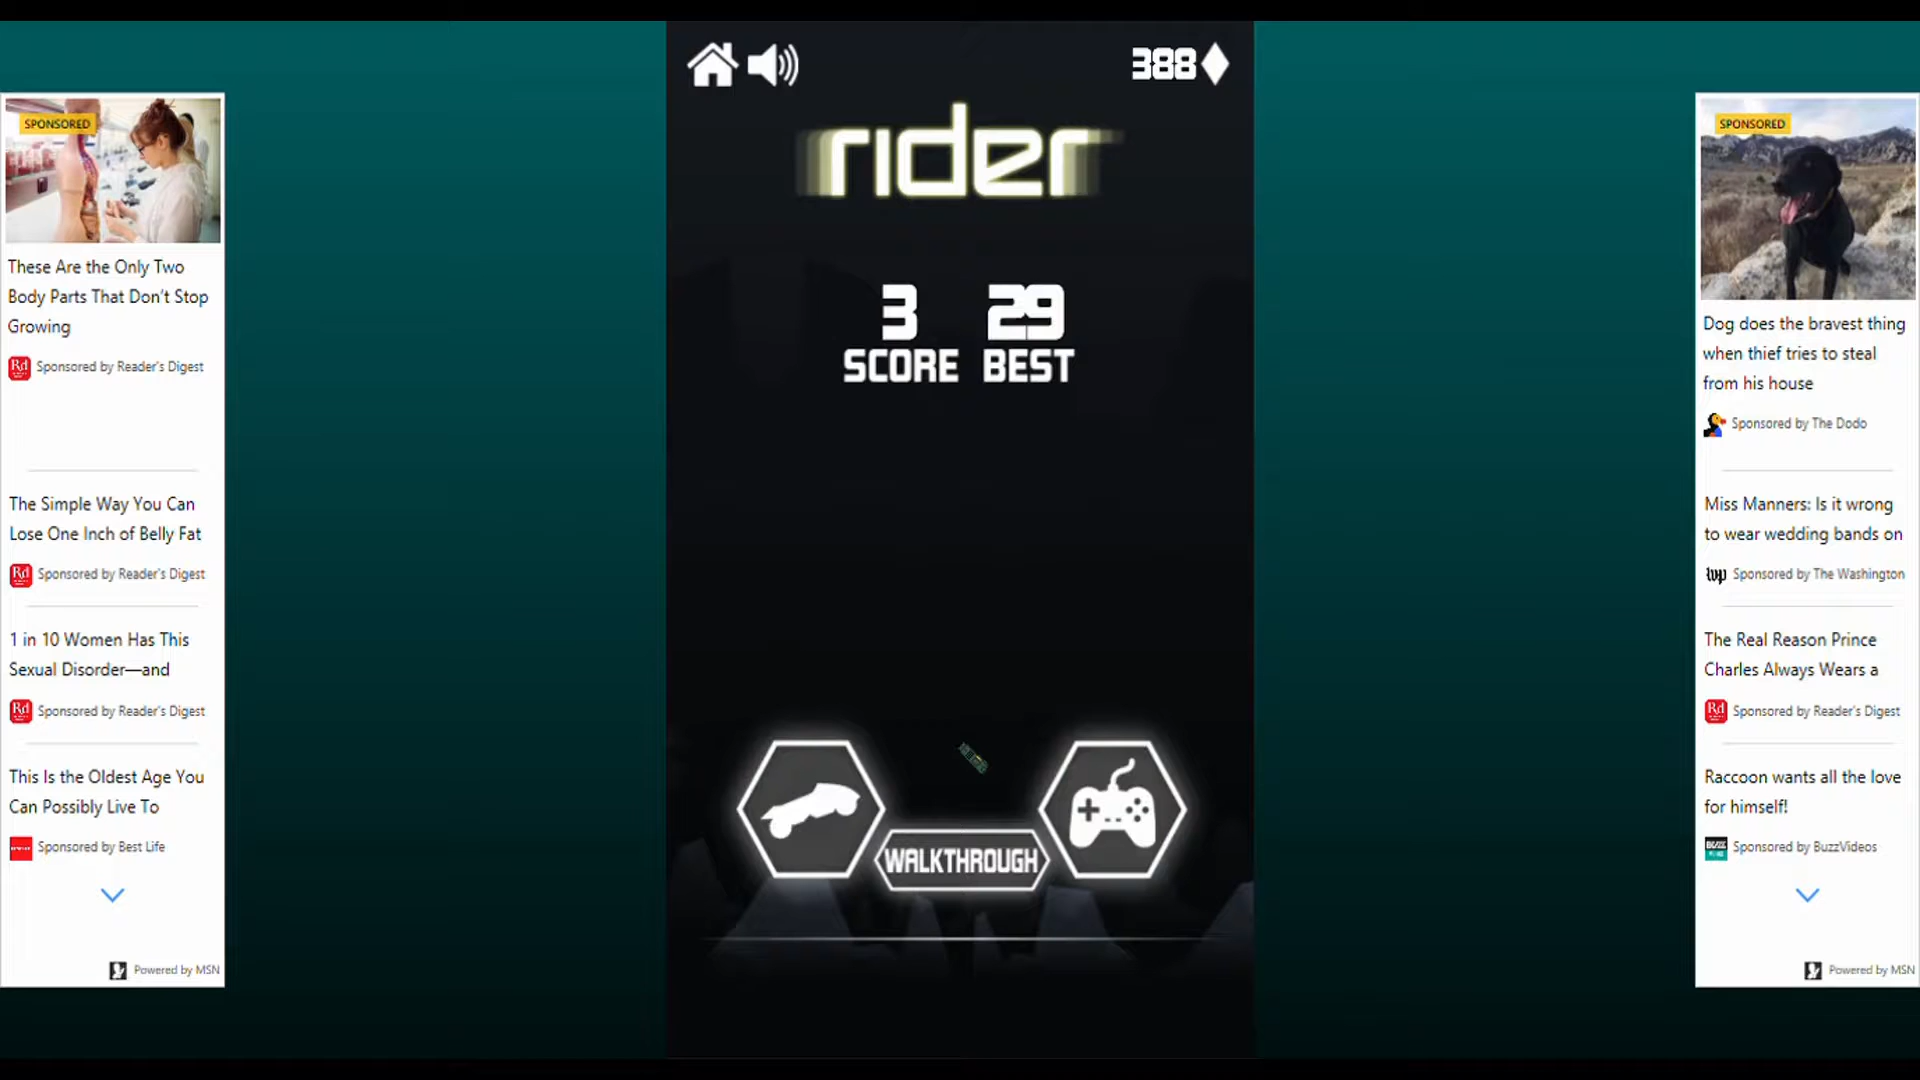 388
rider
3 29
SCORE BEST
WALKTHROUGH
SPONSORED
These Are the Only Two
Body Parts That Don't Stop
Growing
Rd Sponsored by Reader's Digest
The Simple Way You Can
Lose One Inch of Belly Fat
Rd Sponsored by Reader's Digest
1 in 10 Women Has This
Sexual Disorder—and
Rd Sponsored by Reader's Digest
This Is the Oldest Age You
Can Possibly Live To
Sponsored by Best Life
Powered by MSN
SPONSORED
Dog does the bravest thing
when thief tries to steal
from his house
Sponsored by The Dodo
Miss Manners: Is it wrong
to wear wedding bands on
wp Sponsored by The Washington
The Real Reason Prince
Charles Always Wears a
Rd Sponsored by Reader's Digest
Raccoon wants all the love
for himself!
Sponsored by BuzzVideos
Powered by MSN